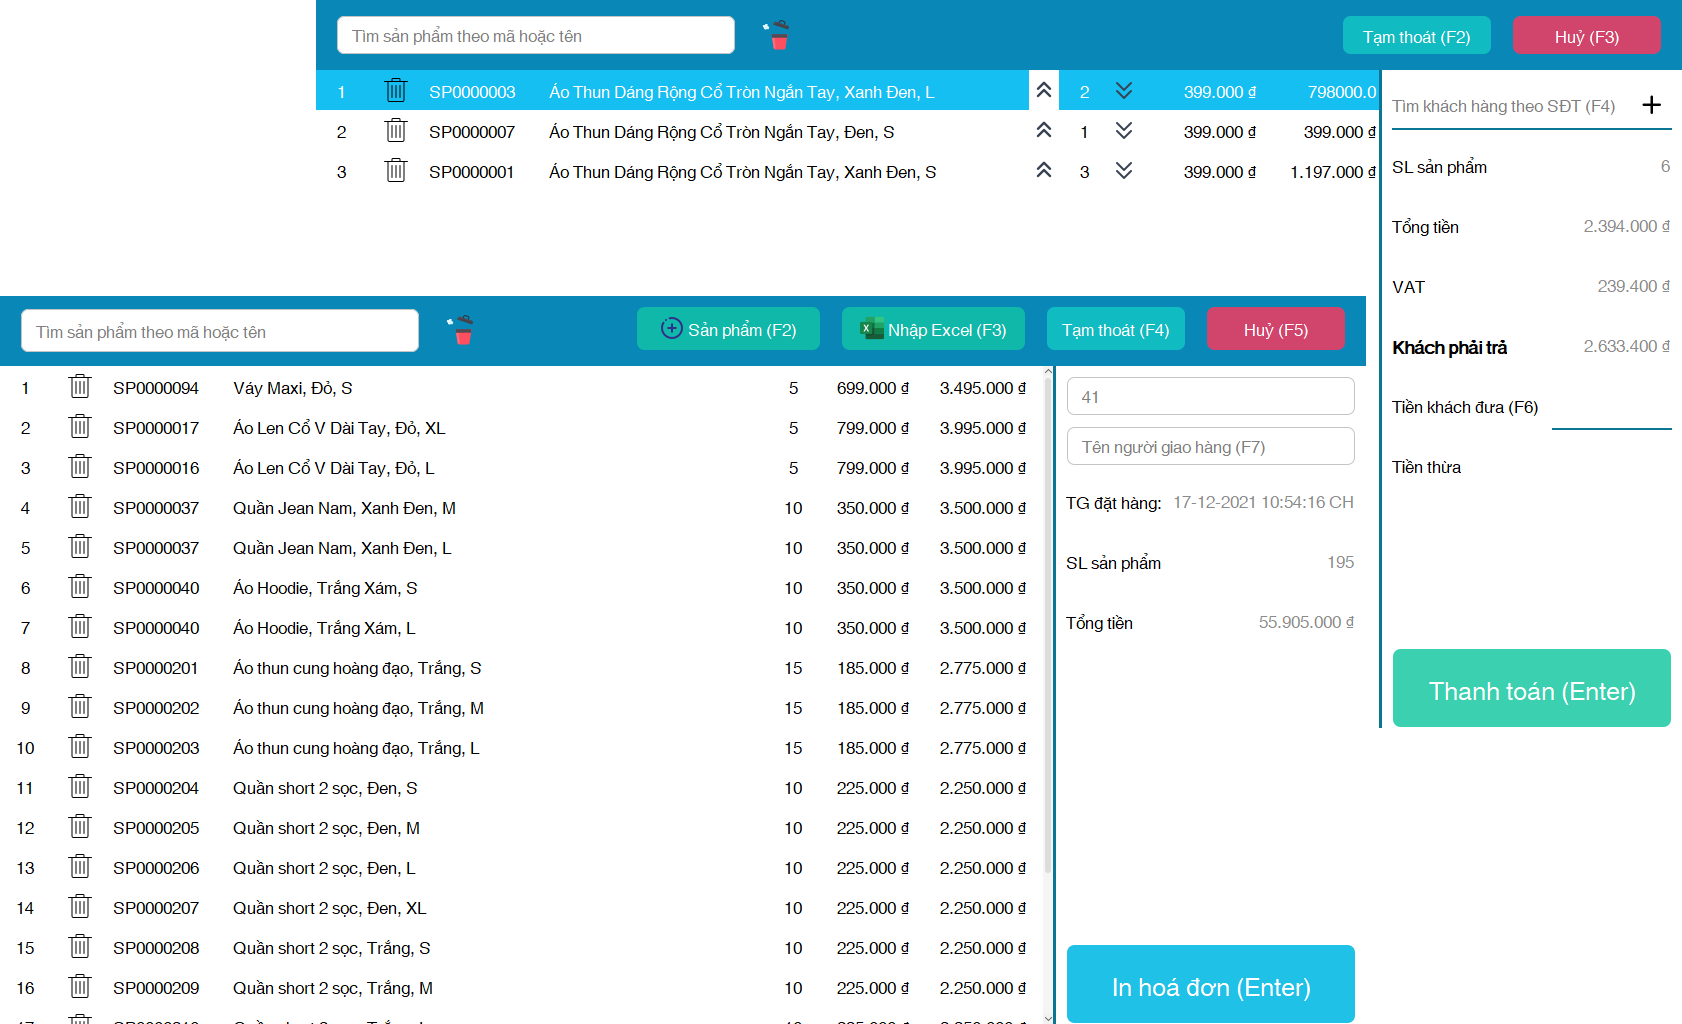 Tìm sản phẩm theo mã hoặc tên
Tạm thoát (F2)
Huỷ (F3)
1 SP0000003 Áo Thun Dáng Rộng Cổ Tròn Ngắn Tay, Xanh Đen, L 2 399.000 ₫ 798000.0
2 SP0000007 Áo Thun Dáng Rộng Cổ Tròn Ngắn Tay, Đen, S 1 399.000 ₫ 399.000 ₫
3 SP0000001 Áo Thun Dáng Rộng Cổ Tròn Ngắn Tay, Xanh Đen, S 3 399.000 ₫ 1.197.000 ₫
Tìm khách hàng theo SĐT (F4)
SL sản phẩm 6
Tổng tiền 2.394.000 ₫
VAT 239.400 ₫
Khách phải trả 2.633.400 ₫
Tiền khách đưa (F6)
Tiền thừa
Thanh toán (Enter)
Tìm sản phẩm theo mã hoặc tên
Sản phẩm (F2)
Nhập Excel (F3)
Tạm thoát (F4)
Huỷ (F5)
1 SP0000094 Váy Maxi, Đỏ, S 5 699.000 ₫ 3.495.000 ₫
2 SP0000017 Áo Len Cổ V Dài Tay, Đỏ, XL 5 799.000 ₫ 3.995.000 ₫
3 SP0000016 Áo Len Cổ V Dài Tay, Đỏ, L 5 799.000 ₫ 3.995.000 ₫
4 SP0000037 Quần Jean Nam, Xanh Đen, M 10 350.000 ₫ 3.500.000 ₫
5 SP0000037 Quần Jean Nam, Xanh Đen, L 10 350.000 ₫ 3.500.000 ₫
6 SP0000040 Áo Hoodie, Trắng Xám, S 10 350.000 ₫ 3.500.000 ₫
7 SP0000040 Áo Hoodie, Trắng Xám, L 10 350.000 ₫ 3.500.000 ₫
8 SP0000201 Áo thun cung hoàng đạo, Trắng, S 15 185.000 ₫ 2.775.000 ₫
9 SP0000202 Áo thun cung hoàng đạo, Trắng, M 15 185.000 ₫ 2.775.000 ₫
10 SP0000203 Áo thun cung hoàng đạo, Trắng, L 15 185.000 ₫ 2.775.000 ₫
11 SP0000204 Quần short 2 sọc, Đen, S 10 225.000 ₫ 2.250.000 ₫
12 SP0000205 Quần short 2 sọc, Đen, M 10 225.000 ₫ 2.250.000 ₫
13 SP0000206 Quần short 2 sọc, Đen, L 10 225.000 ₫ 2.250.000 ₫
14 SP0000207 Quần short 2 sọc, Đen, XL 10 225.000 ₫ 2.250.000 ₫
15 SP0000208 Quần short 2 sọc, Trắng, S 10 225.000 ₫ 2.250.000 ₫
16 SP0000209 Quần short 2 sọc, Trắng, M 10 225.000 ₫ 2.250.000 ₫
41
Tên người giao hàng (F7)
TG đặt hàng: 17-12-2021 10:54:16 CH
SL sản phẩm 195
Tổng tiền 55.905.000 ₫
In hoá đơn (Enter)